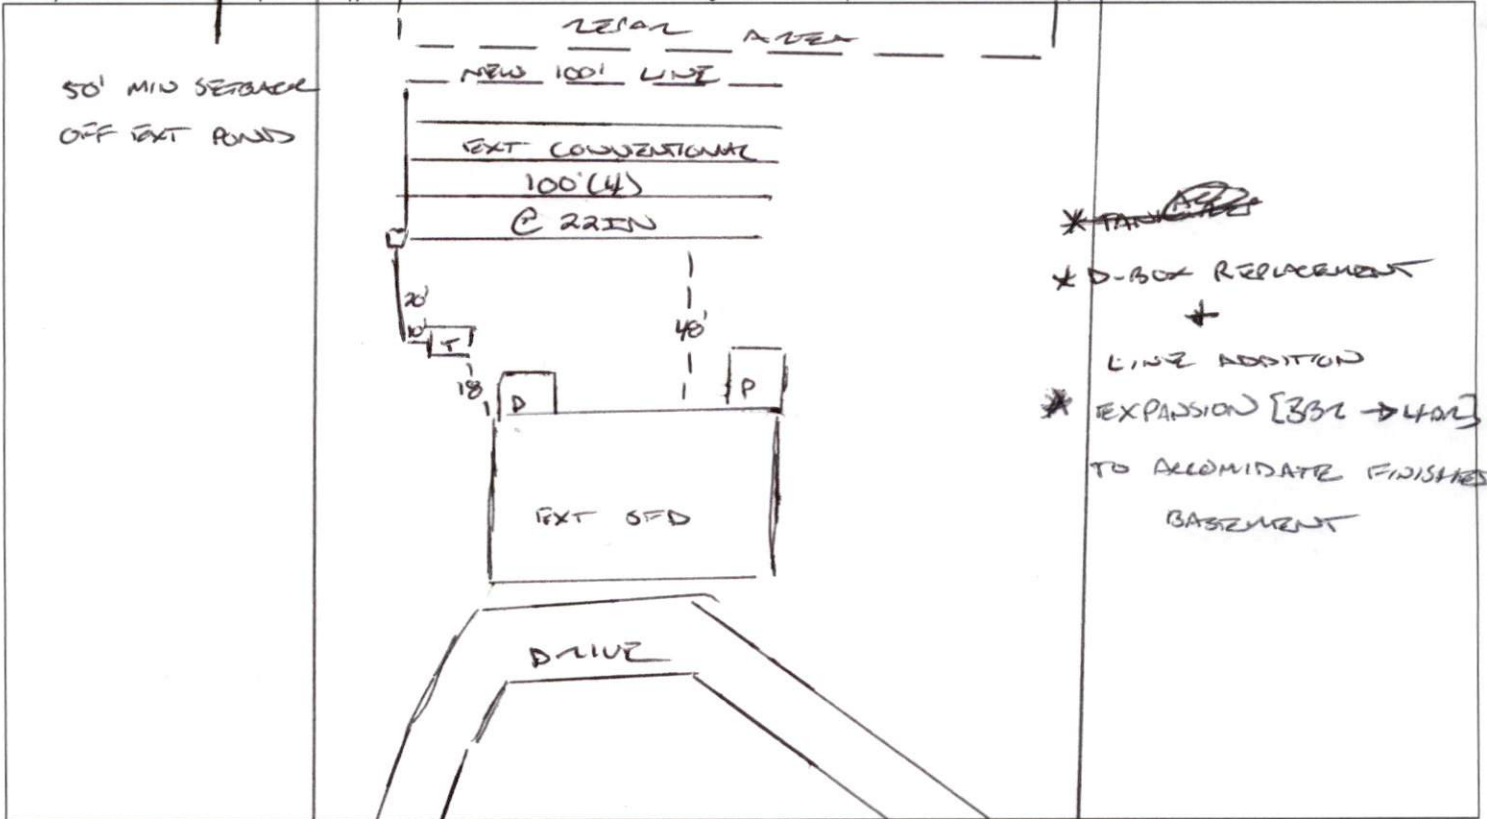 REPAIR AREA
NEW 100' LINE
50' MIN SETBACK
OFF EXT POND
EXT CONVENTIONAL
100'(4)
@ 22IN
* D-BOX REPLACEMENT
+
LINE ADDITION
* EXPANSION [3BR → 4BR]
TO ACCOMIDATE FINISHED
BASEMENT
20'
10'
T
18'
48'
D
P
EXT SFD
DRIVE